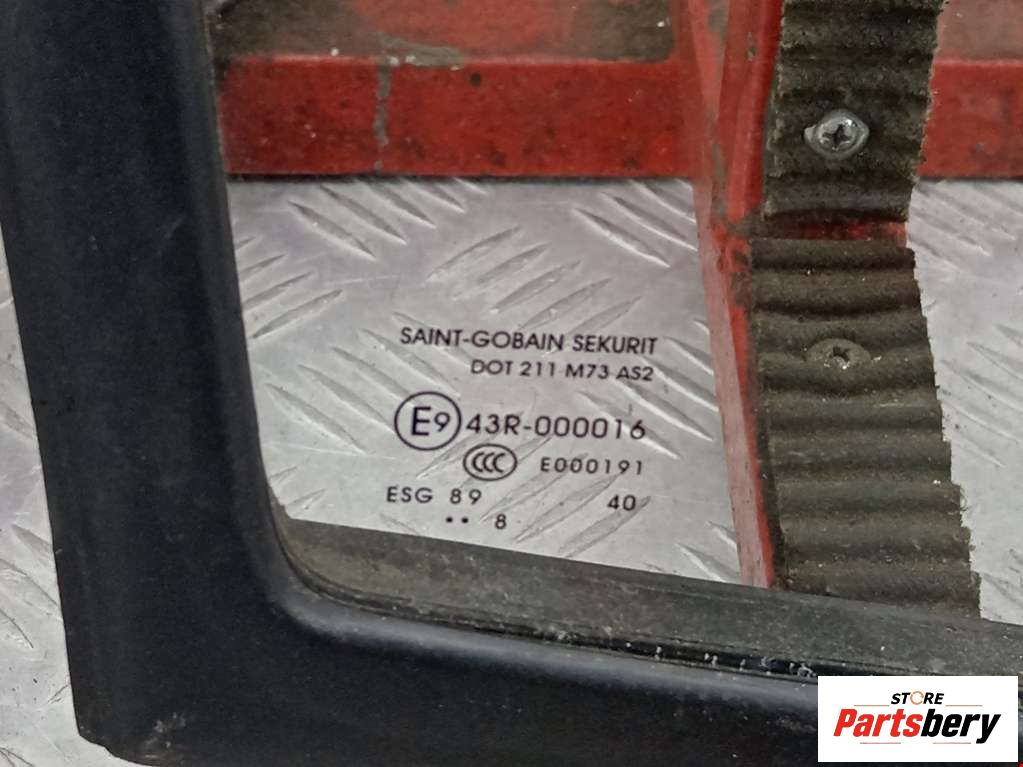 SAINT-GOBAIN SEKURIT
DOT 211 M73 AS2
E9 43R-000016
CCC E000191
ESG 89 40
•• 8
STORE
Partsbery